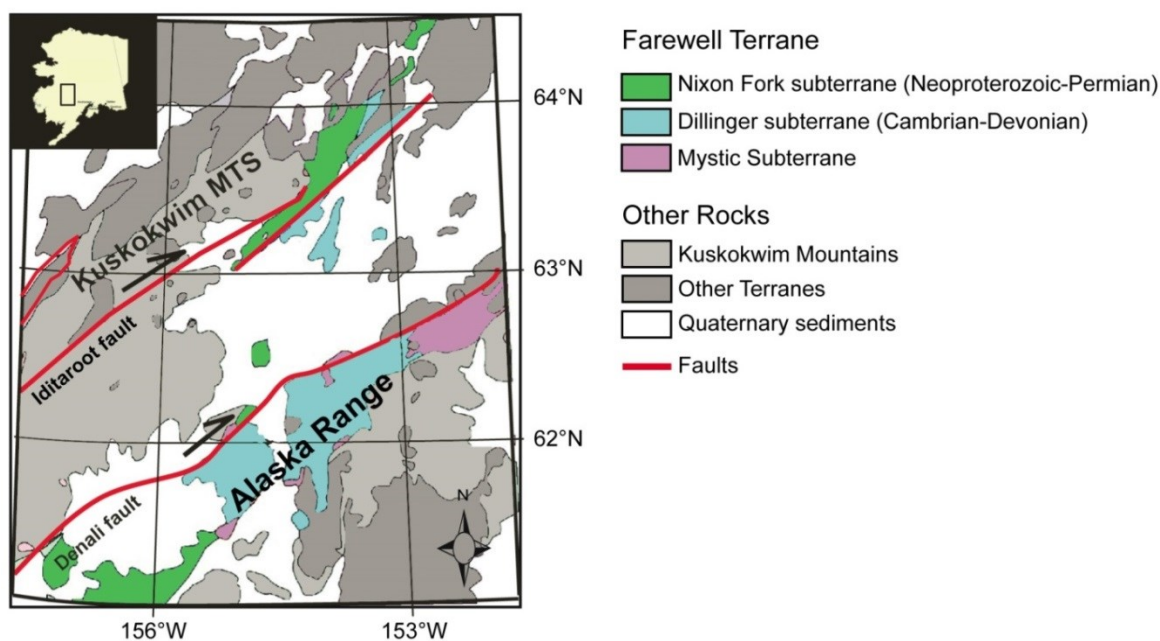 Kuskokwim MTS
Iditaroot fault
Alaska Range
Denali fault
N
64°N
63°N
62°N
156°W
153°W
Farewell Terrane
Nixon Fork subterrane (Neoproterozoic-Permian)
Dillinger subterrane (Cambrian-Devonian)
Mystic Subterrane
Other Rocks
Kuskokwim Mountains
Other Terranes
Quaternary sediments
Faults